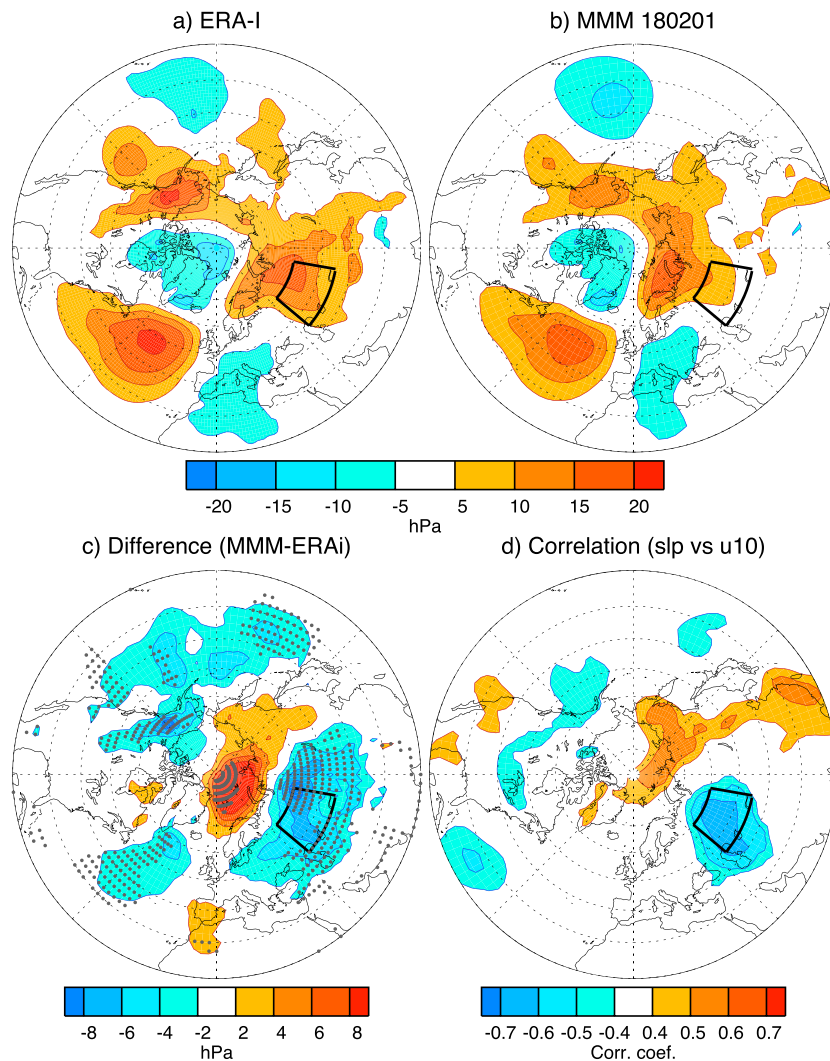 a) ERA-I
b) MMM 180201
-20 -15 -10 -5 5 10 15 20
hPa
c) Difference (MMM-ERAi)
d) Correlation (slp vs u10)
-8 -6 -4 -2 2 4 6 8
hPa
-0.7 -0.6 -0.5 -0.4 0.4 0.5 0.6 0.7
Corr. coef.